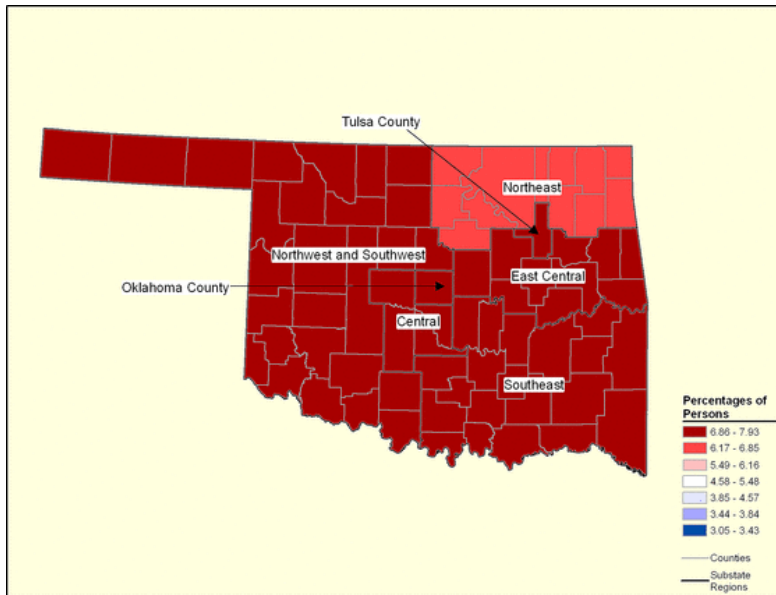 Tulsa County
Northeast
Northwest and Southwest
East Central
Oklahoma County
Central
Southeast
Percentages of
Persons
6.86 - 7.93
6.17 - 6.85
5.49 - 6.16
4.58 - 5.48
3.85 - 4.57
3.44 - 3.84
3.05 - 3.43
Counties
Substate
Regions